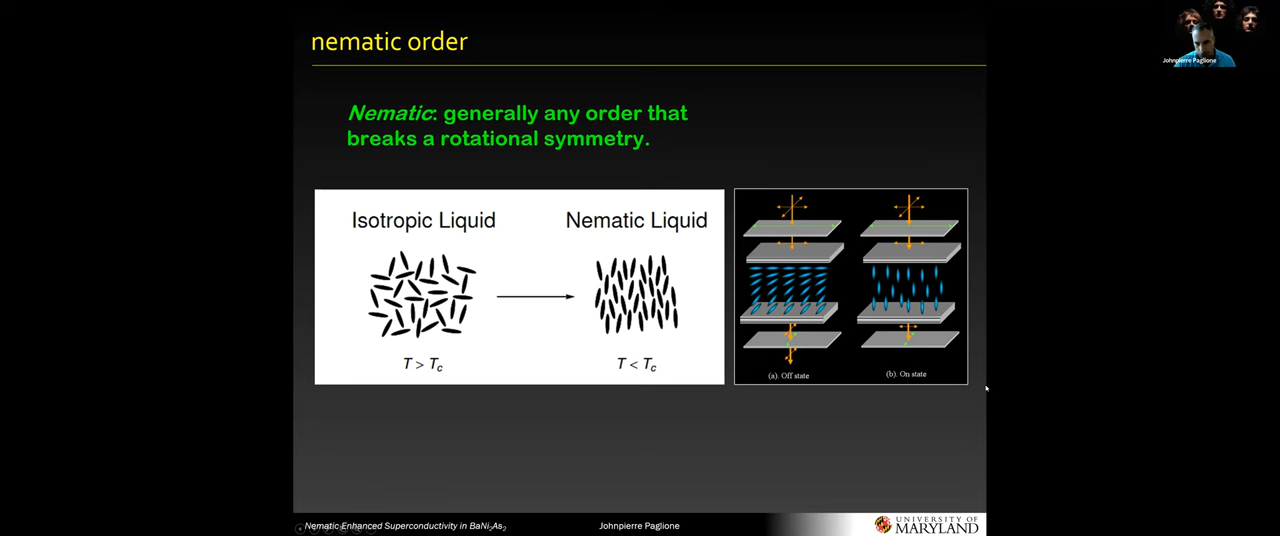 nematic order
Johnpierre Paglione
Nematic: generally any order that
breaks a rotational symmetry.
Isotropic Liquid
Nematic Liquid
T > Tc
T < Tc
(a). Off state
(b). On state
Nematic Enhanced Superconductivity in BaNi2As2
Johnpierre Paglione
UNIVERSITY OF
MARYLAND